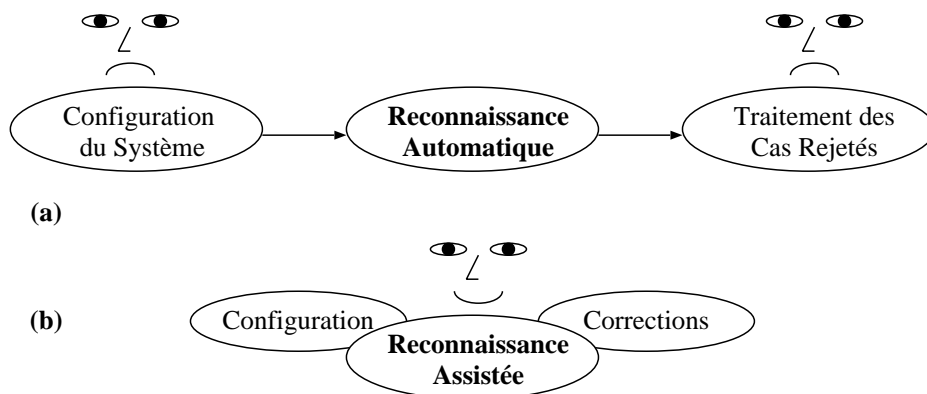 Configuration
du Système
Reconnaissance
Automatique
Traitement des
Cas Rejetés
(a)
(b)
Configuration
Corrections
Reconnaissance
Assistée